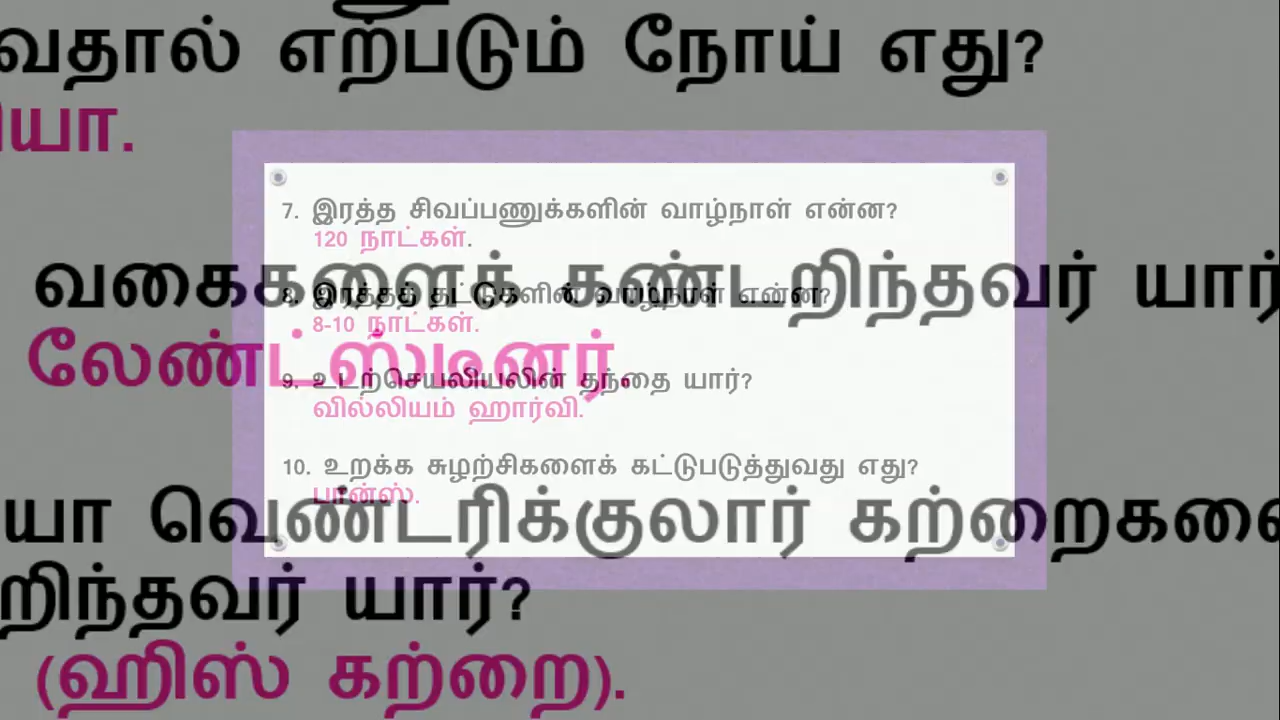 வதால் எற்படும் நோய் எது?
யா.
7. இரத்த சிவப்பணுக்களின் வாழ்நாள் என்ன?
120 நாட்கள்.
வகைகளைக் கண்டறிந்தவர் யார்
8. இரத்தத் தட்டுகளின் வாழ்நாள் என்ன?
8-10 நாட்கள்.
லேண்ட்ஸ்டீனர்.
9. உடற்செயலியலின் தந்தை யார்?
வில்லியம் ஹார்வி.
10. உறக்க சுழற்சிகளைக் கட்டுபடுத்துவது எது?
பான்ஸ்.
யா வெண்டரிக்குலார் கற்றைகளை
றிந்தவர் யார்?
(ஹிஸ் கற்றை).